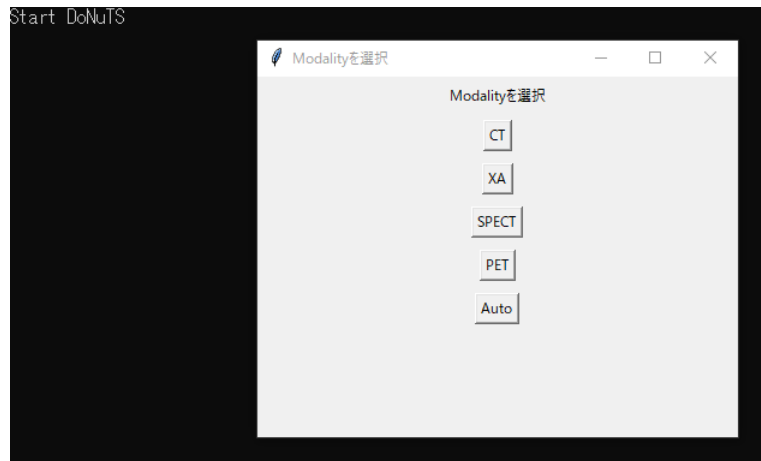 Start DoNuTS
Modalityを選択
Modalityを選択
CT
XA
SPECT
PET
Auto